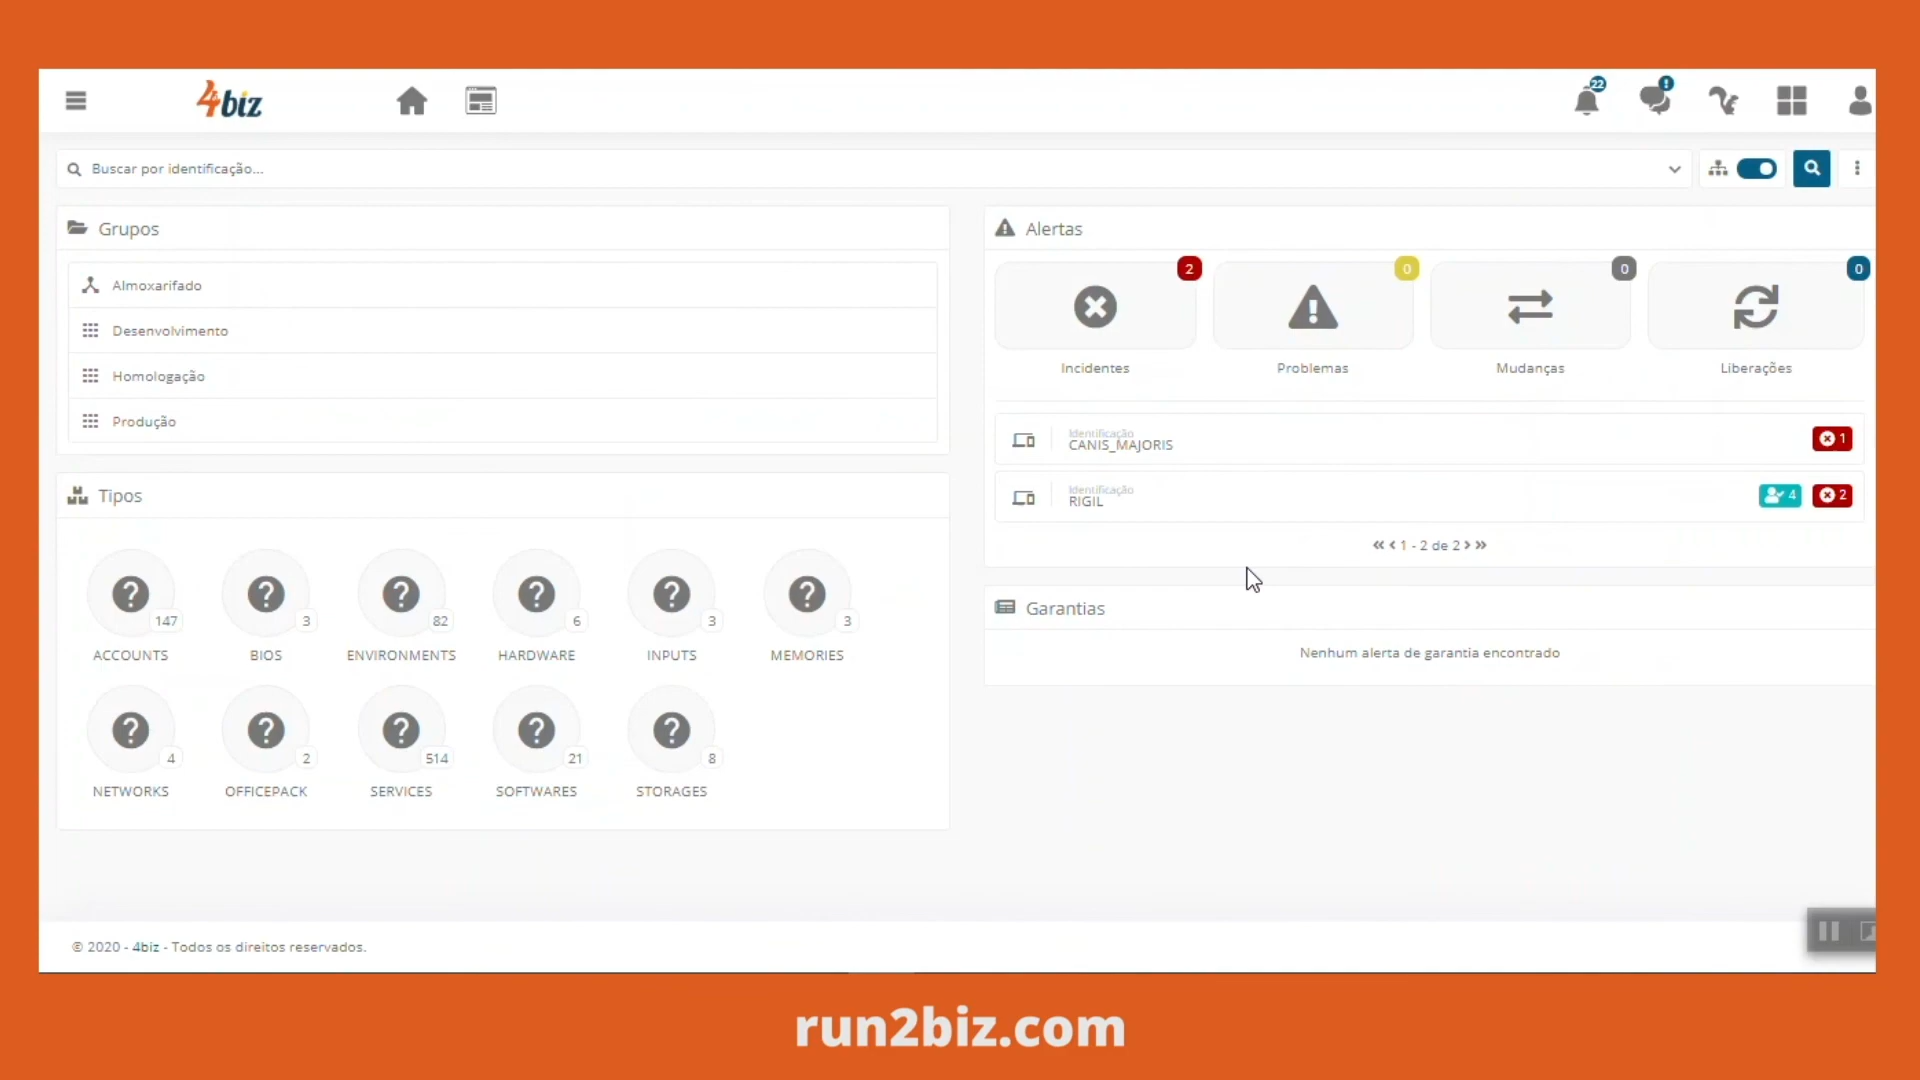 4biz
22
!
Buscar por identificação...
Grupos
Almoxarifado
Desenvolvimento
Homologação
Produção
Tipos
147
3
82
6
3
3
ACCOUNTS
BIOS
ENVIRONMENTS
HARDWARE
INPUTS
MEMORIES
4
2
514
21
8
NETWORKS
OFFICEPACK
SERVICES
SOFTWARES
STORAGES
Alertas
2
0
0
0
Incidentes
Problemas
Mudanças
Liberações
Identificação
CANIS_MAJORIS
1
Identificação
RIGIL
4
2
1 - 2 de 2
Garantias
Nenhum alerta de garantia encontrado
© 2020 - 4biz - Todos os direitos reservados.
run2biz.com